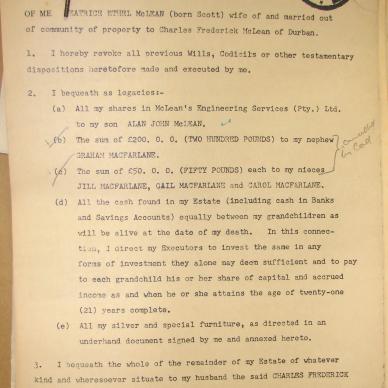 OF ME BEATRICE ETHEL McLEAN (born Scott) wife of and married out
of community of property to Charles Frederick McLean of Durban.
1. I hereby revoke all previous Wills, Codicils or other testamentary
dispositions heretofore made and executed by me.
2. I bequeath as legacies:-
(a) All my shares in McLean's Engineering Services (Pty.) Ltd.
to my son ALAN JOHN McLEAN.
(b) The sum of £200. 0. 0. (TWO HUNDRED POUNDS) to my nephew
GRAHAM MACFARLANE.
(c) The sum of £50. 0. 0. (FIFTY POUNDS) each to my nieces
JILL MACFARLANE, GAIL MACFARLANE and CAROL MACFARLANE.
cancelled
by Cod
(d) All the cash found in my Estate (including cash in Banks
and Savings Accounts) equally between my grandchildren as
will be alive at the date of my death. In this connec-
tion, I direct my Executors to invest the same in any
forms of investment they alone may deem sufficient and to pay
to each grandchild his or her share of capital and accrued
income as and when he or she attains the age of twenty-one
(21) years complete.
(e) All my silver and special furniture, as directed in an
underhand document signed by me and annexed hereto.
3. I bequeath the whole of the remainder of my Estate of whatever
kind and wheresoever situate to my husband the said CHARLES FREDERICK